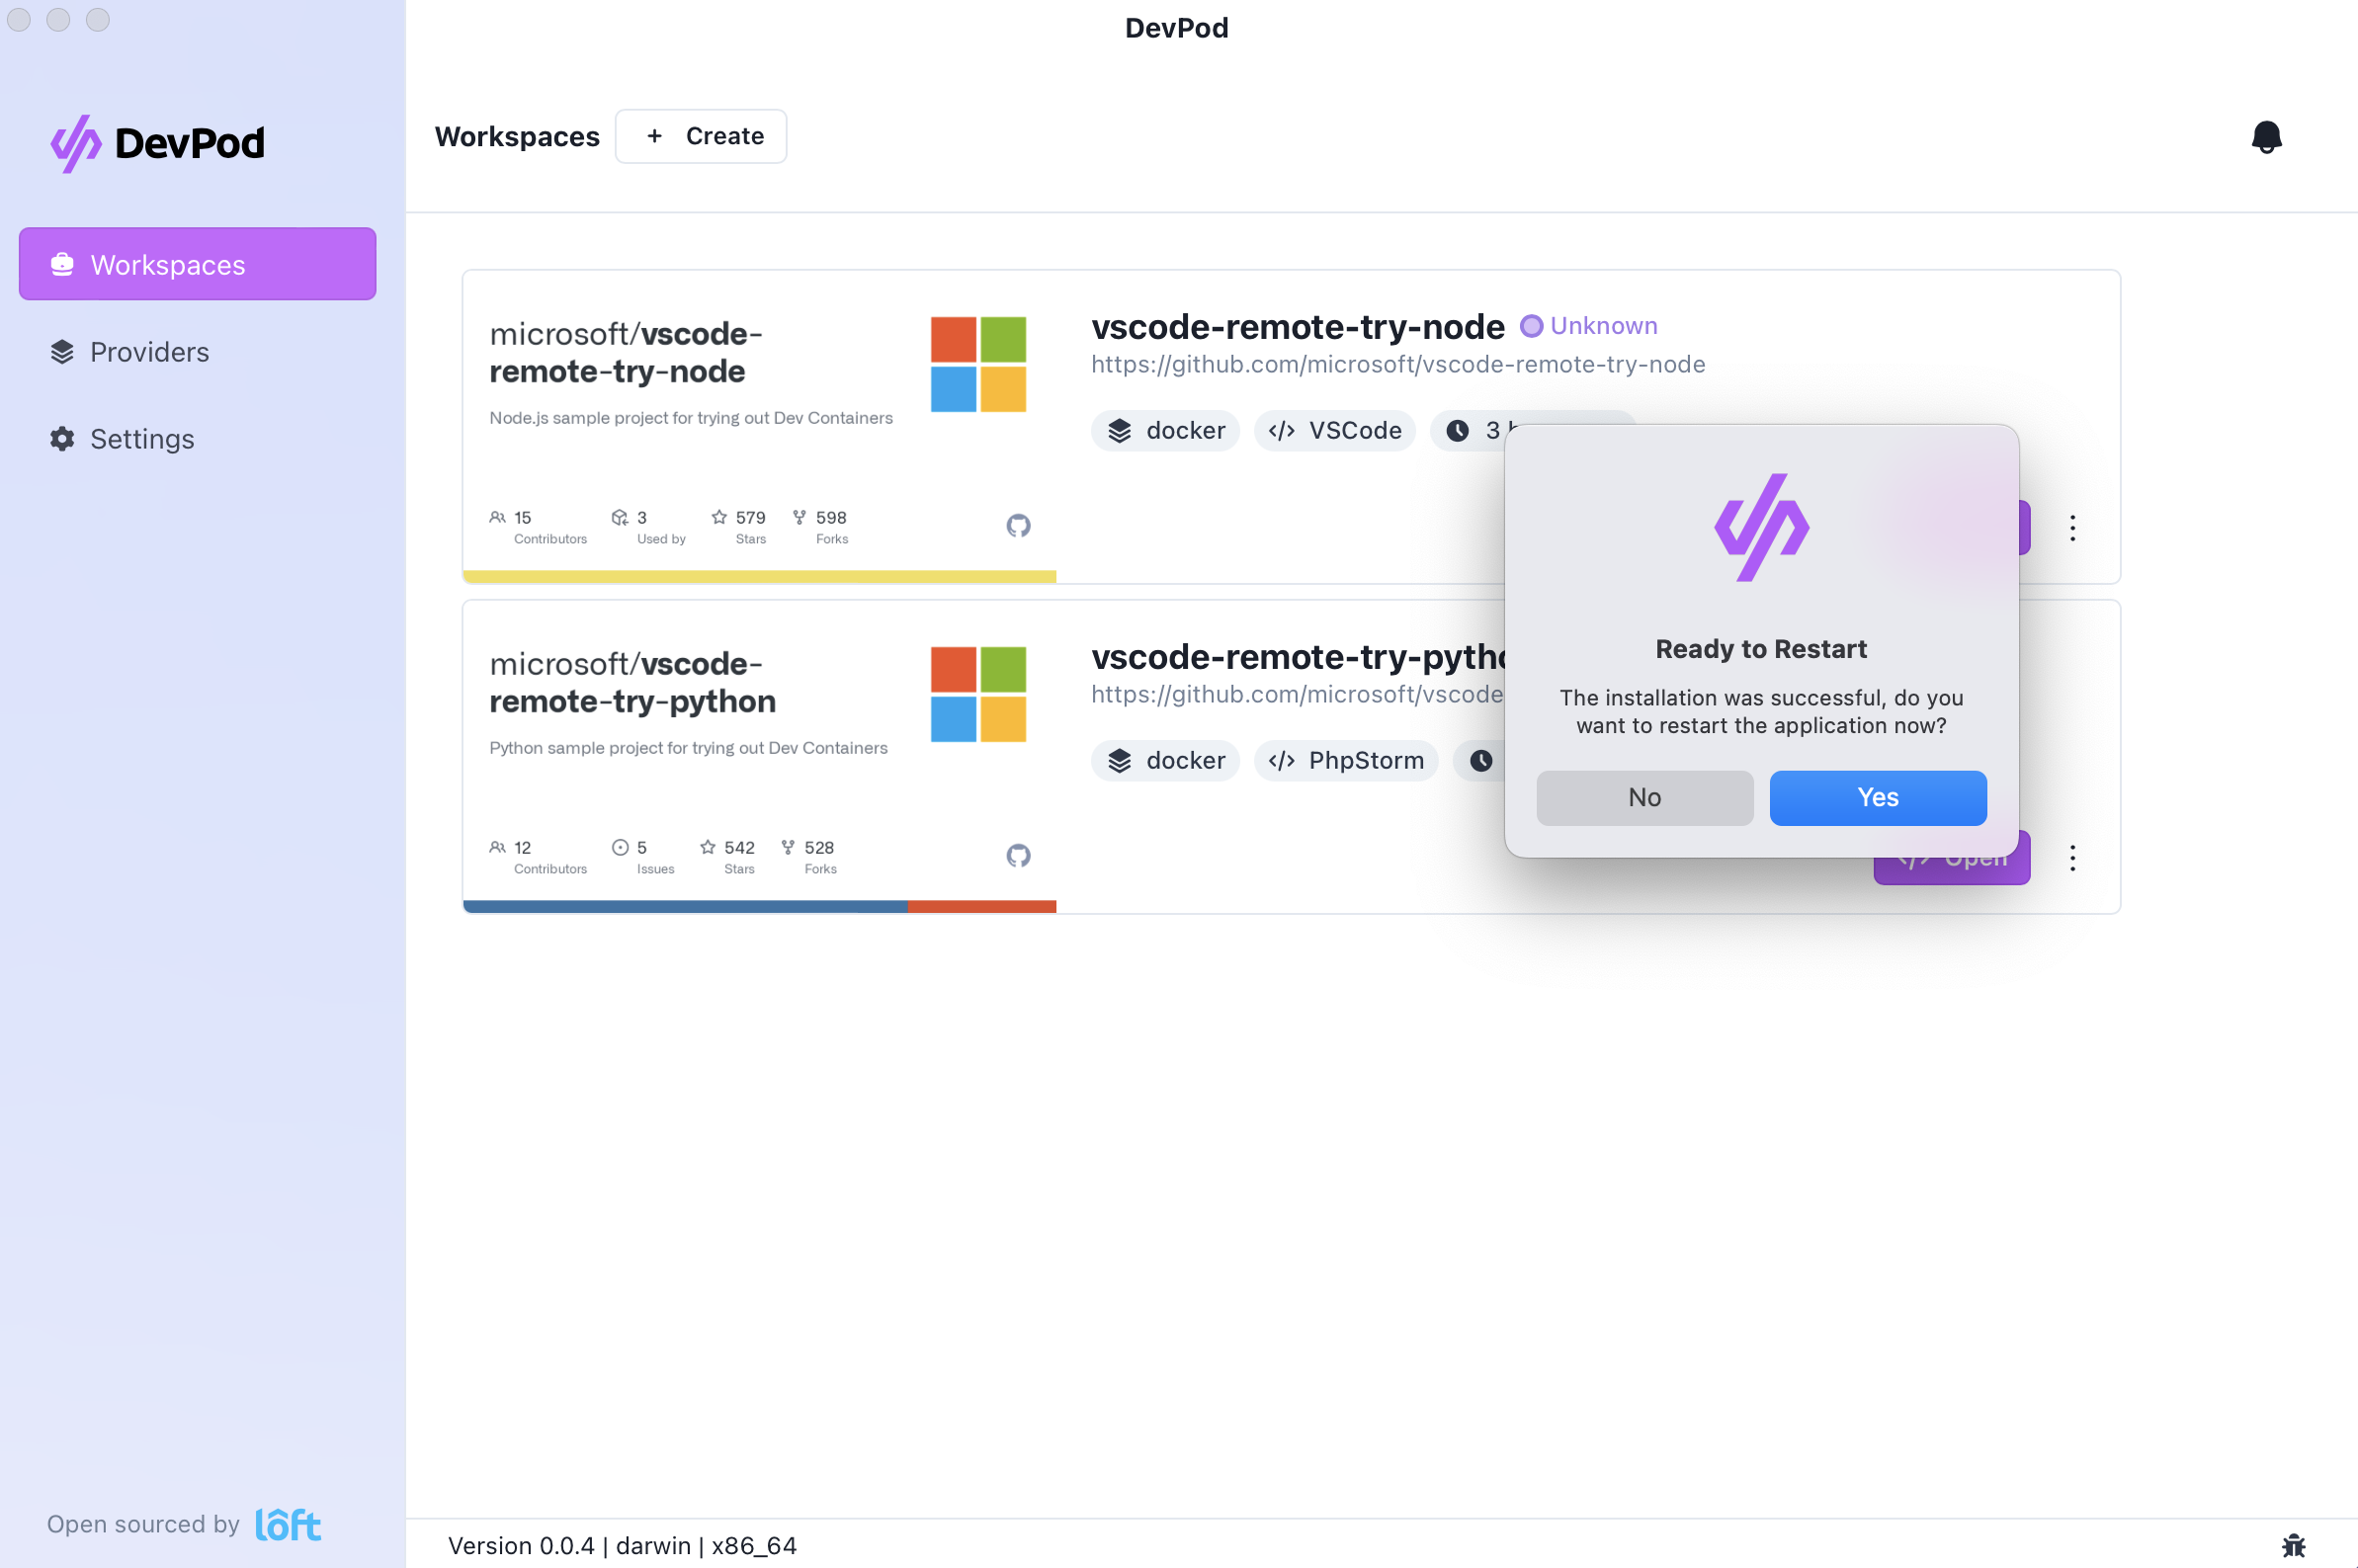 DevPod
DevPod
Workspaces
Providers
Settings
Open sourced by
loft
Workspaces
+ Create
microsoft/vscode-
remote-try-node
Node.js sample project for trying out Dev Containers
15
Contributors
3
Used by
579
Stars
598
Forks
vscode-remote-try-node
Unknown
https://github.com/microsoft/vscode-remote-try-node
docker
</> VSCode
3
microsoft/vscode-
remote-try-python
Python sample project for trying out Dev Containers
12
Contributors
5
Issues
542
Stars
528
Forks
vscode-remote-try-pytho
https://github.com/microsoft/vscode
docker
</> PhpStorm
Open
Ready to Restart
The installation was successful, do you
want to restart the application now?
No
Yes
Version 0.0.4 | darwin | x86_64